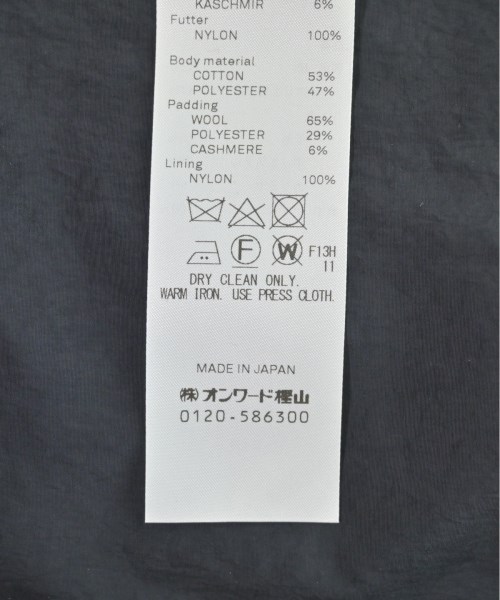 KASCHMIR 6%
Futter
NYLON 100%
Body material
COTTON 53%
POLYESTER 47%
Padding
WOOL 65%
POLYESTER 29%
CASHMERE 6%
Lining
NYLON 100%
F W F13H
11
DRY CLEAN ONLY.
WARM IRON. USE PRESS CLOTH.
MADE IN JAPAN
㈱オンワード樫山
0120-586300